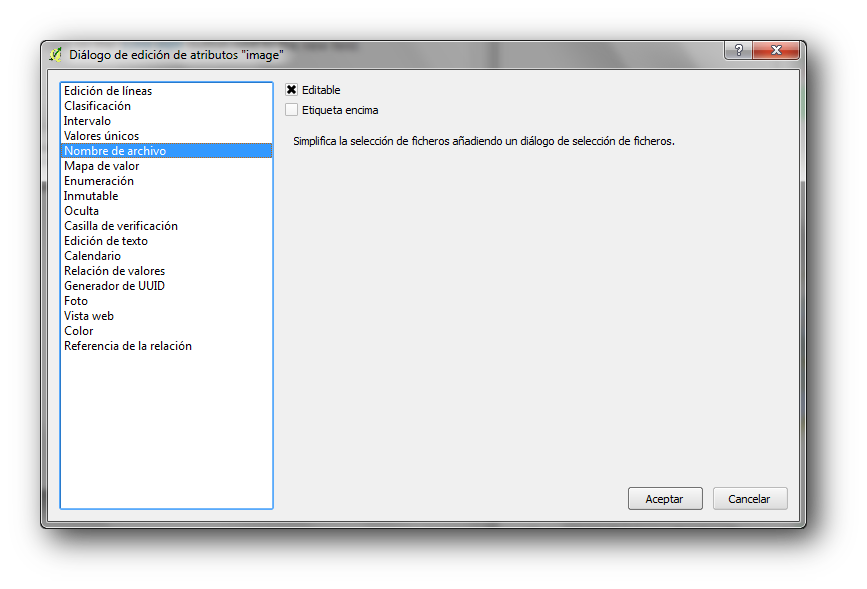 Diálogo de edición de atributos "image"
?
Edición de líneas
Clasificación
Intervalo
Valores únicos
Nombre de archivo
Mapa de valor
Enumeración
Inmutable
Oculta
Casilla de verificación
Edición de texto
Calendario
Relación de valores
Generador de UUID
Foto
Vista web
Color
Referencia de la relación
Editable
Etiqueta encima
Simplifica la selección de ficheros añadiendo un diálogo de selección de ficheros.
Aceptar
Cancelar